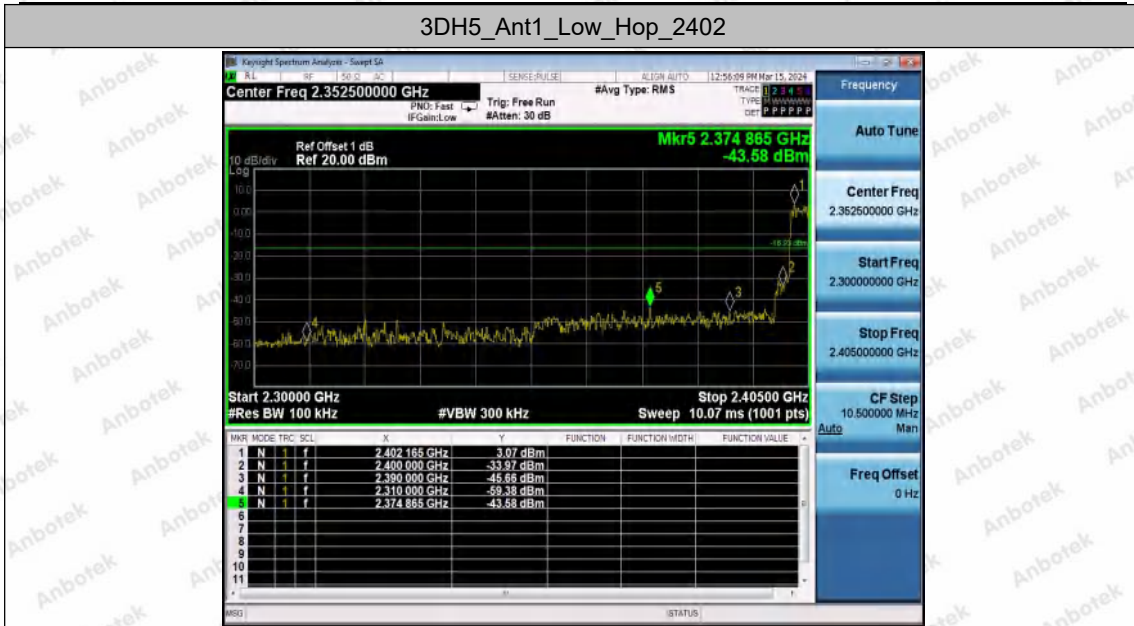 3DH5_Ant1_Low_Hop_2402
Keysight Spectrum Analyzer - Swept SA
RL RF 50 Ω AC SENSE:PULSE ALIGN AUTO 12:56:09 PM Mar 15, 2024
Center Freq 2.352500000 GHz #Avg Type: RMS TRACE 1 2 3 4 5 6
PNO: Fast Trig: Free Run TYPE M WWWWW
IFGain:Low #Atten: 30 dB DET P P P P P P
Mkr5 2.374 865 GHz
-43.58 dBm
Ref Offset 1 dB
10 dB/div Ref 20.00 dBm
Log
10.0
0.00
-10.0
-20.0
-30.0
-40.0
-50.0
-60.0
-70.0
1
2
3
4
5
Start 2.30000 GHz Stop 2.40500 GHz
#Res BW 100 kHz #VBW 300 kHz Sweep 10.07 ms (1001 pts)
MKR MODE TRC SCL X Y FUNCTION FUNCTION WIDTH FUNCTION VALUE
1 N 1 f 2.402 165 GHz 3.07 dBm
2 N 1 f 2.400 000 GHz -33.97 dBm
3 N 1 f 2.390 000 GHz -45.66 dBm
4 N 1 f 2.310 000 GHz -59.38 dBm
5 N 1 f 2.374 865 GHz -43.58 dBm
6
7
8
9
10
11
MSG STATUS
Frequency
Auto Tune
Center Freq
2.352500000 GHz
Start Freq
2.300000000 GHz
Stop Freq
2.405000000 GHz
CF Step
10.500000 MHz
Auto Man
Freq Offset
0 Hz
Anbotek